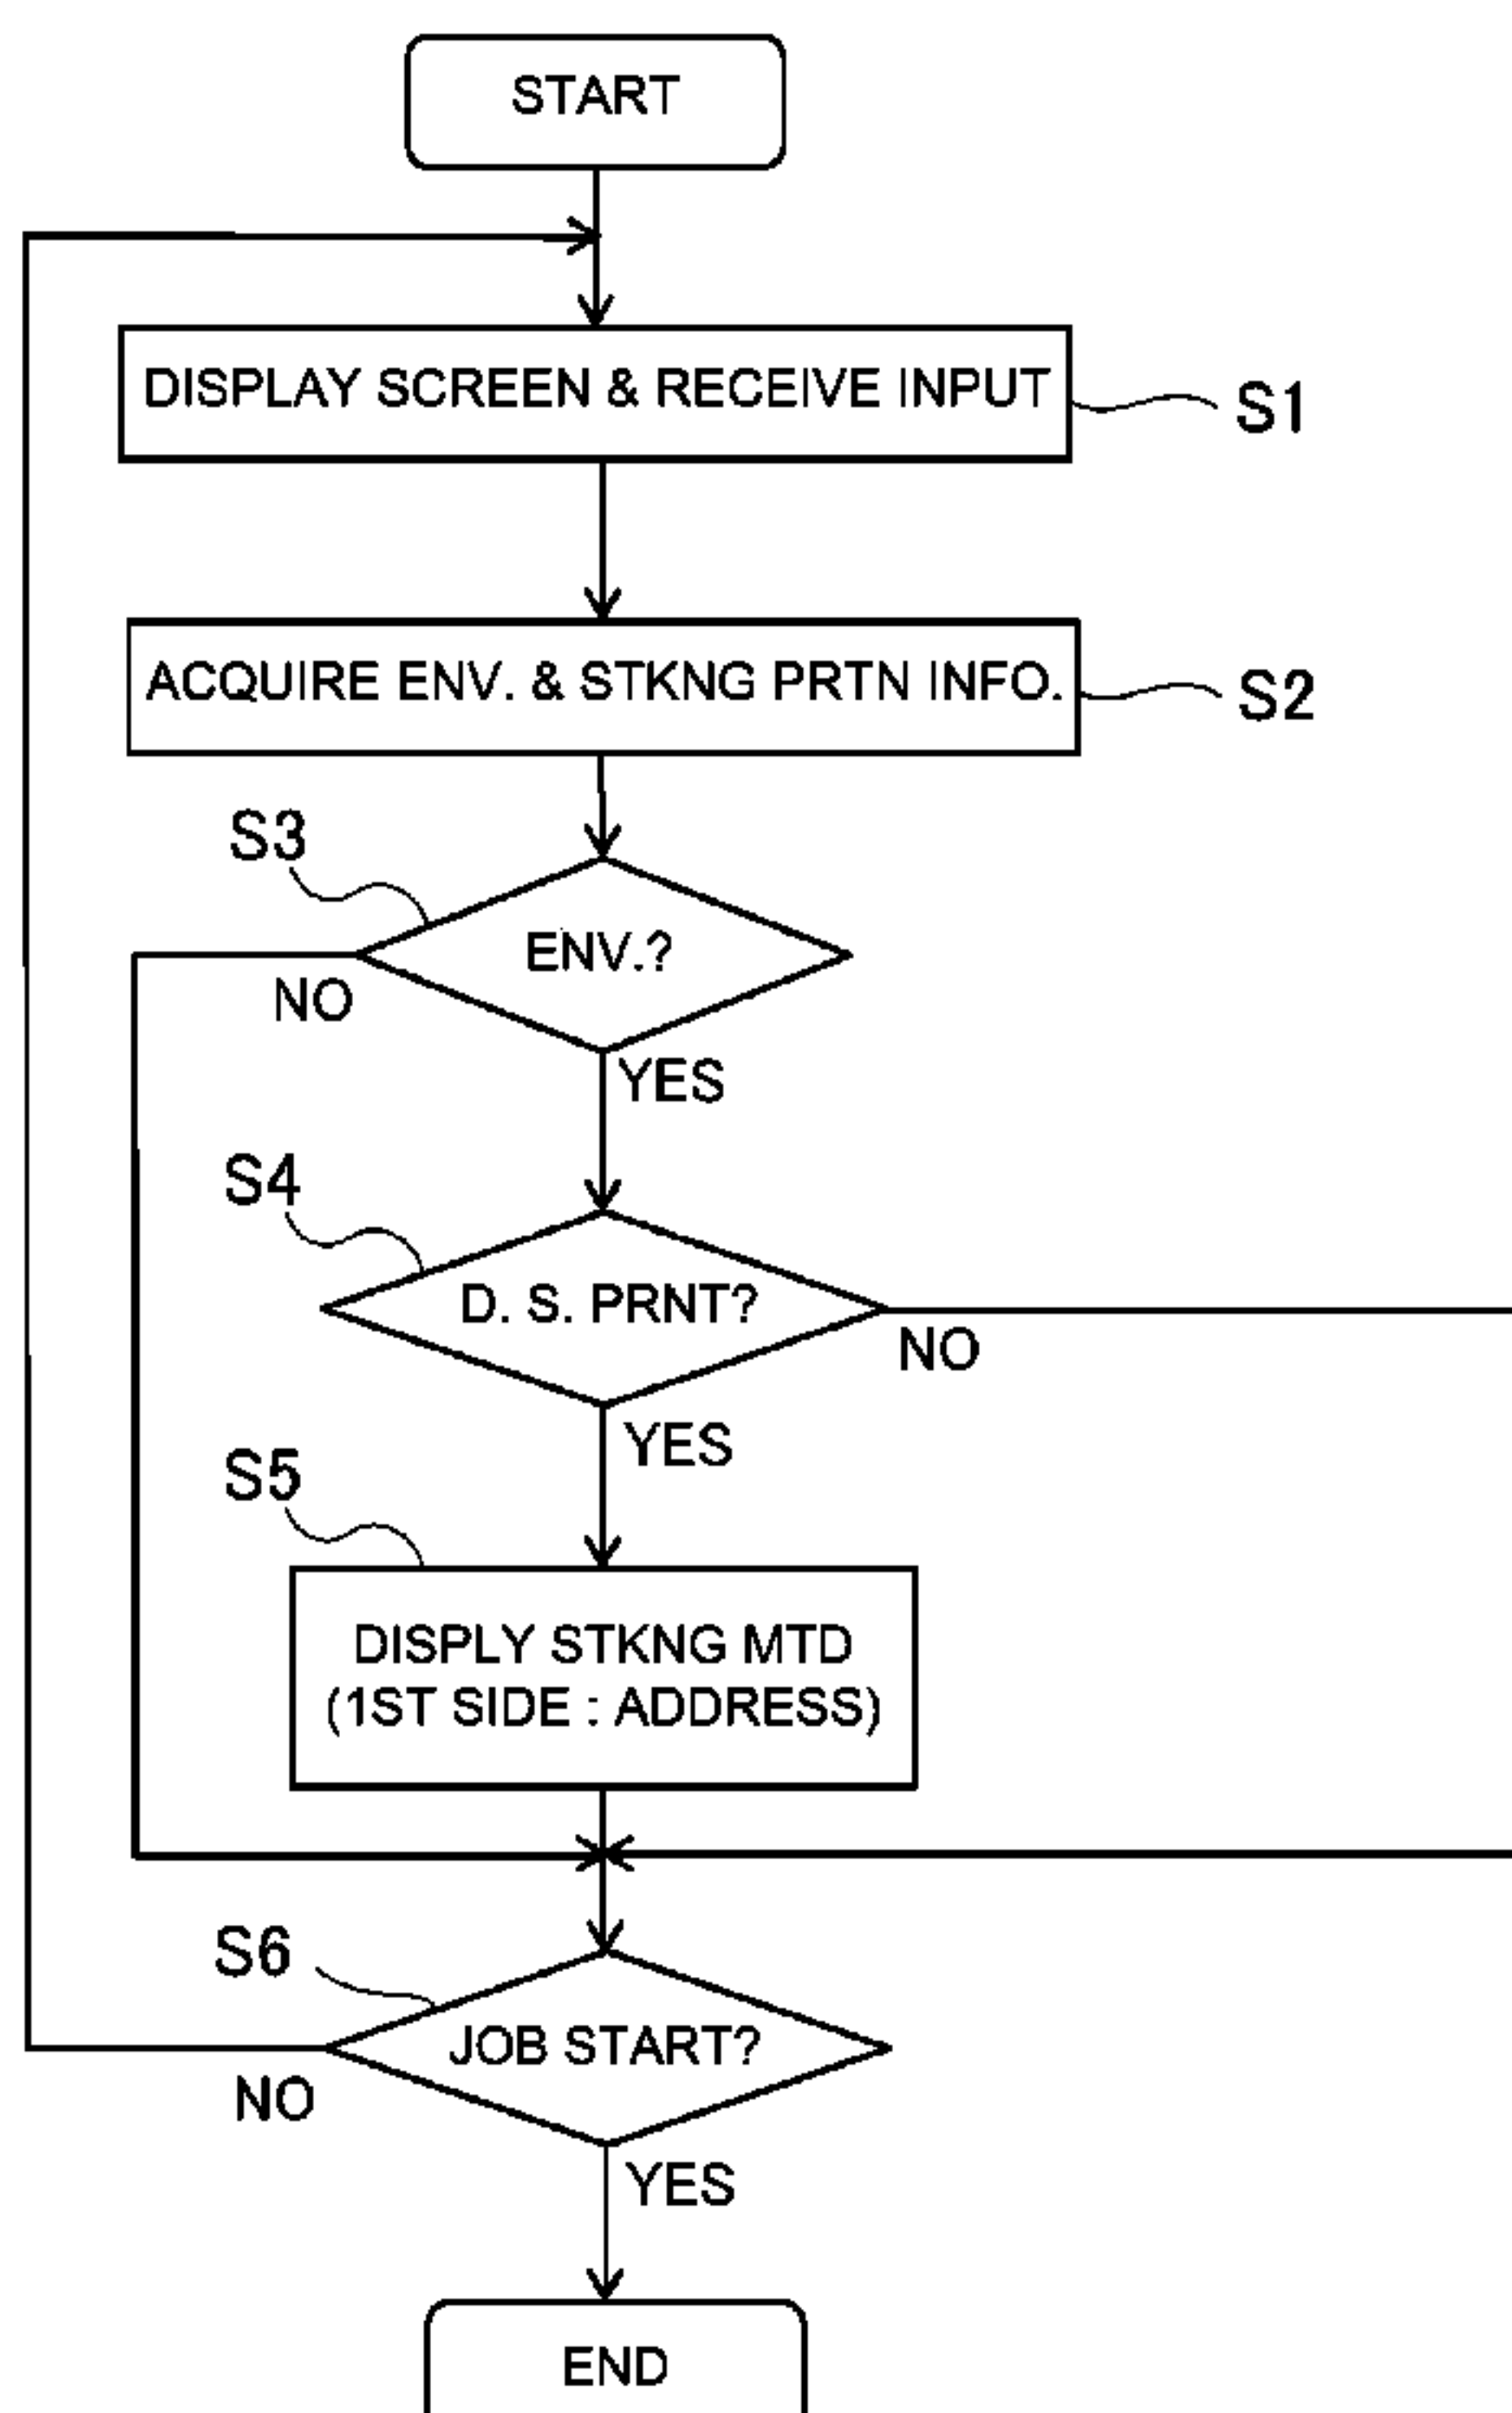 START
DISPLAY SCREEN & RECEIVE INPUT
S1
ACQUIRE ENV. & STKNG PRTN INFO.
S2
S3
ENV.?
NO
YES
S4
D. S. PRNT?
NO
YES
S5
DISPLY STKNG MTD
(1ST SIDE : ADDRESS)
S6
JOB START?
NO
YES
END